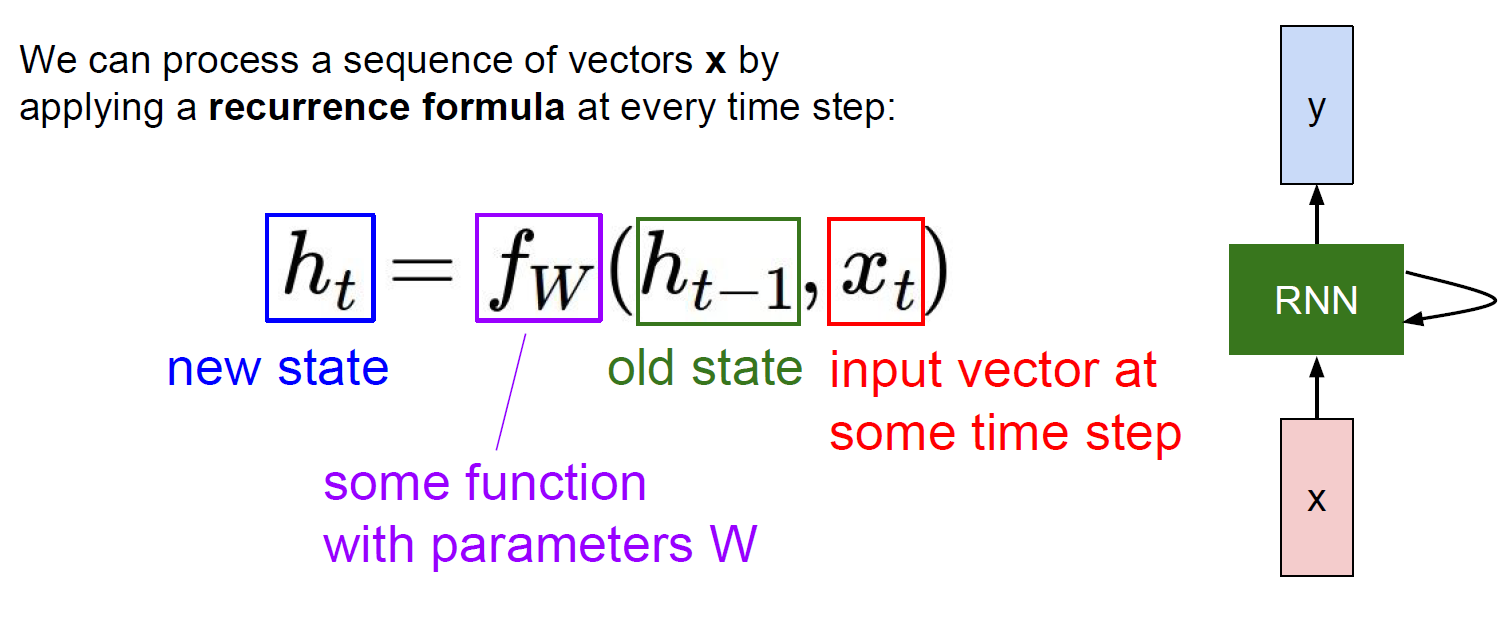 We can process a sequence of vectors x by
applying a recurrence formula at every time step:
h_t = f_W(h_{t-1}, x_t)
new state
old state
input vector at
some time step
some function
with parameters W
y
RNN
x